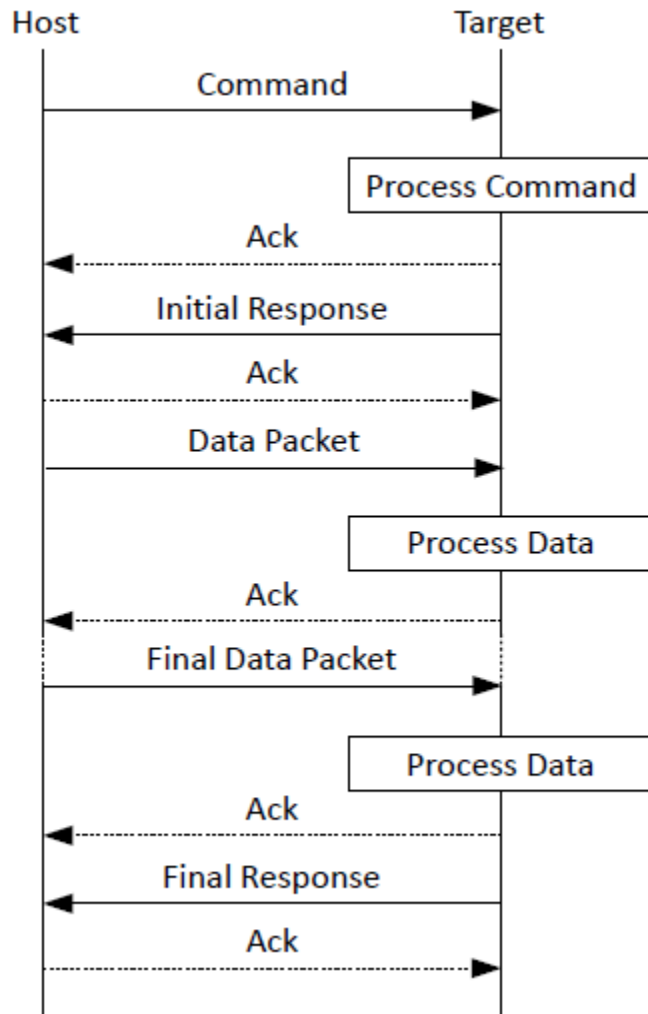 Host
Target
Command
Process Command
Ack
Initial Response
Ack
Data Packet
Process Data
Ack
Final Data Packet
Process Data
Ack
Final Response
Ack